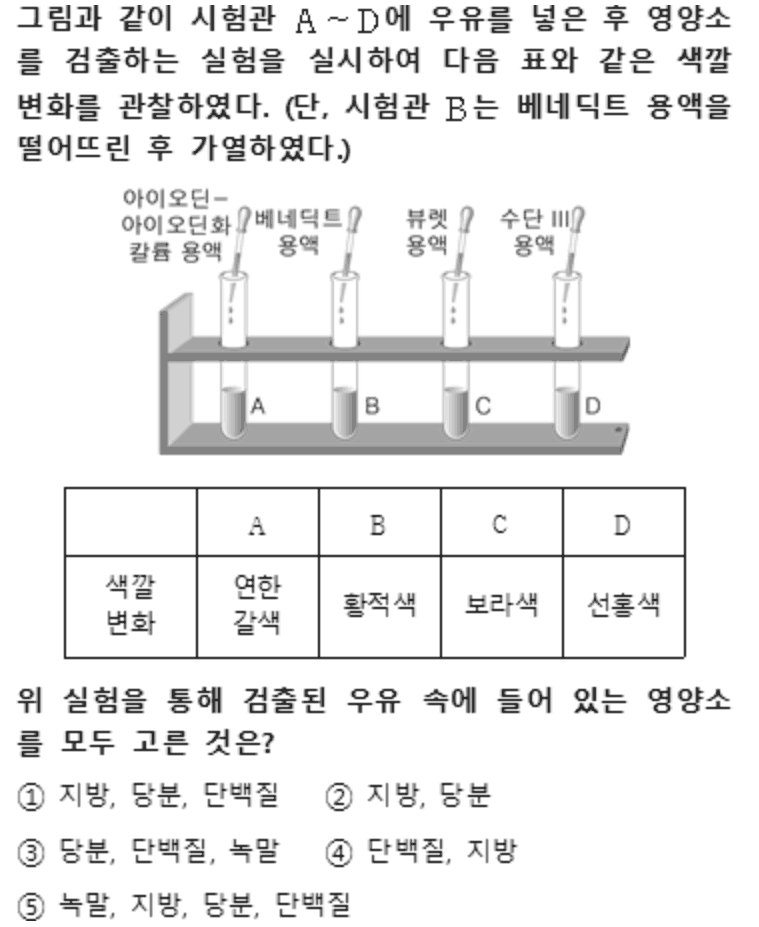 그림과 같이 시험관 A ~ D에 우유를 넣은 후 영양소
를 검출하는 실험을 실시하여 다음 표와 같은 색깔
변화를 관찰하였다. (단, 시험관 B는 베네딕트 용액을
떨어뜨린 후 가열하였다.)
아이오딘-
아이오딘화
칼륨 용액
베네딕트
용액
뷰렛
용액
수단 III
용액
A B C D
A B C D
색깔
변화
연한
갈색
황적색 보라색 선홍색
위 실험을 통해 검출된 우유 속에 들어 있는 영양소
를 모두 고른 것은?
① 지방, 당분, 단백질 ② 지방, 당분
③ 당분, 단백질, 녹말 ④ 단백질, 지방
⑤ 녹말, 지방, 당분, 단백질